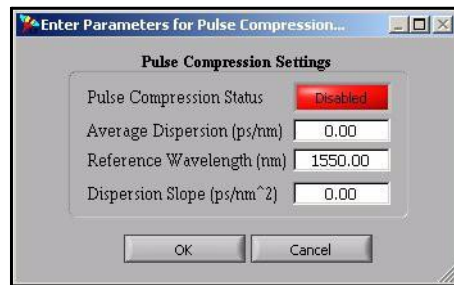 Enter Parameters for Pulse Compression...
Pulse Compression Settings
Pulse Compression Status Disabled
Average Dispersion (ps/nm) 0.00
Reference Wavelength (nm) 1550.00
Dispersion Slope (ps/nm^2) 0.00
OK Cancel